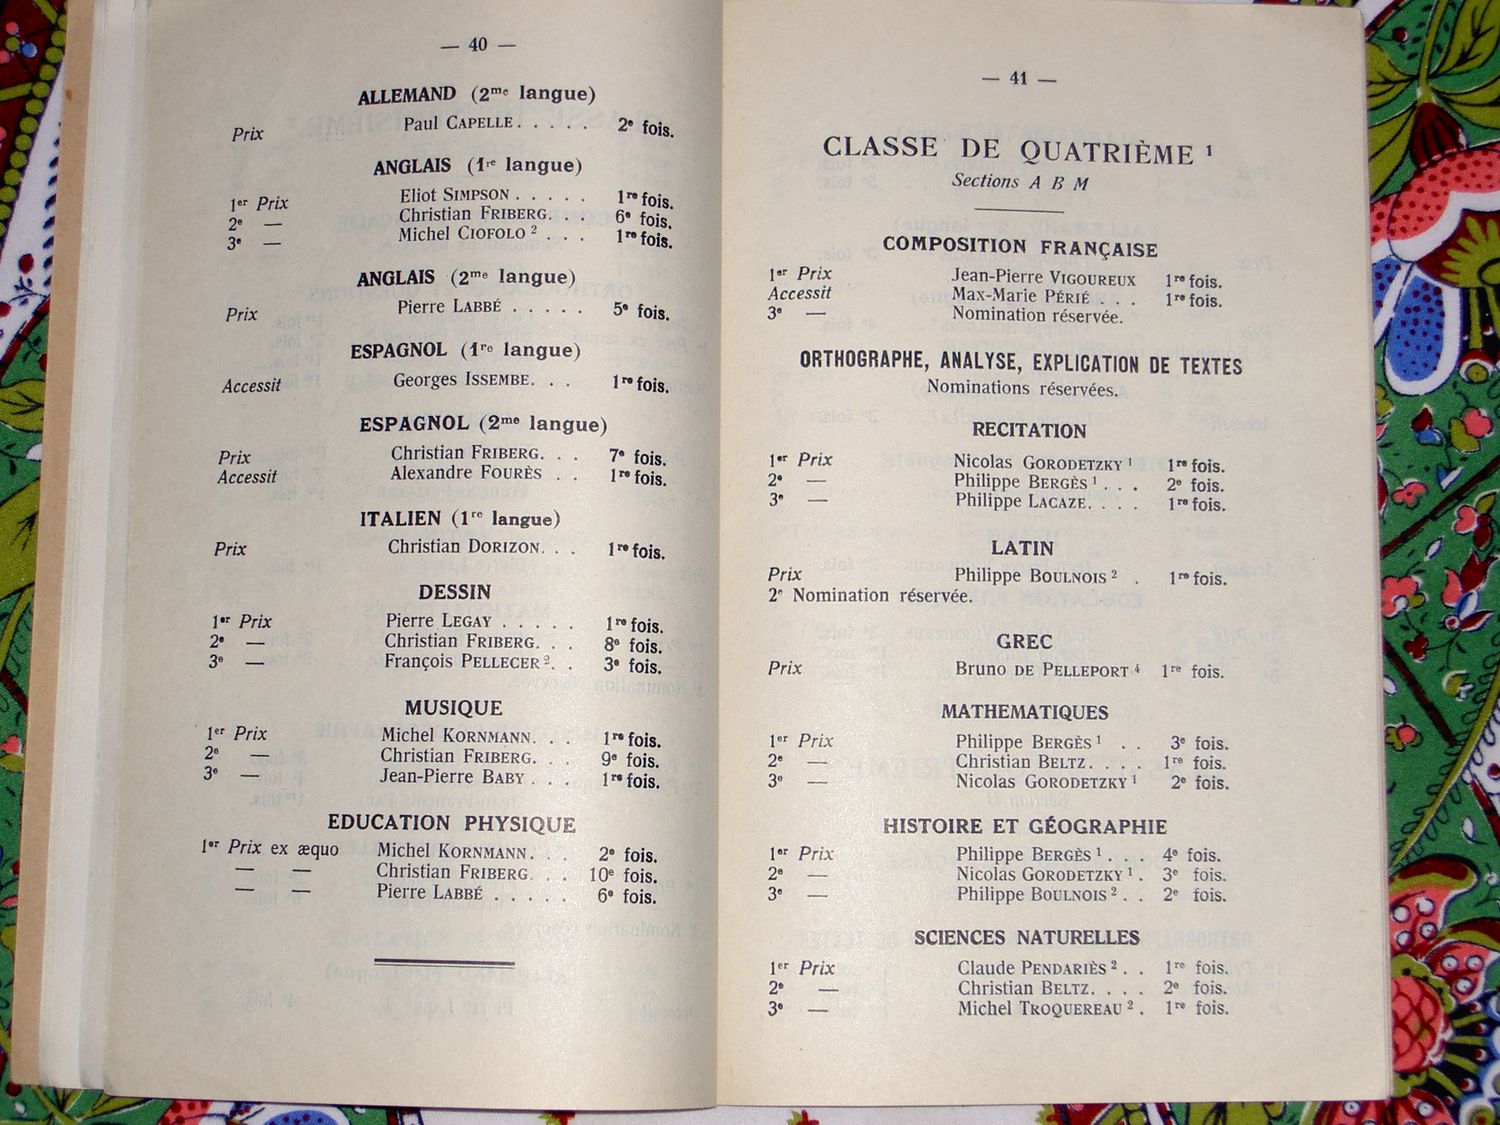 — 40 —
ALLEMAND (2me langue)
Prix Paul CAPELLE. . . . . 2e fois.
ANGLAIS (1re langue)
1er Prix Eliot SIMPSON . . . . . 1re fois.
2e — Christian FRIBERG. . . 6e fois.
3e — Michel CIOFOLO 2 . . . 1re fois.
ANGLAIS (2me langue)
Prix Pierre LABBÉ . . . . . 5e fois.
ESPAGNOL (1re langue)
Accessit Georges ISSEMBE. . . 1re fois.
ESPAGNOL (2me langue)
Prix Christian FRIBERG. . . 7e fois.
Accessit Alexandre FOURÈS . . 1re fois.
ITALIEN (1re langue)
Prix Christian DORIZON. . . 1re fois.
DESSIN
1er Prix Pierre LEGAY . . . . . 1re fois.
2e — Christian FRIBERG. . . 8e fois.
3e — François PELLECER 2. . 3e fois.
MUSIQUE
1er Prix Michel KORNMANN. . . 1re fois.
2e — Christian FRIBERG. . . 9e fois.
3e — Jean-Pierre BABY . . . 1re fois.
EDUCATION PHYSIQUE
1er Prix ex æquo Michel KORNMANN. . . 2e fois.
— — Christian FRIBERG. . . 10e fois.
— — Pierre LABBÉ . . . . . 6e fois.
— 41 —
CLASSE DE QUATRIÈME 1
Sections A B M
COMPOSITION FRANÇAISE
1er Prix Jean-Pierre VIGOUREUX 1re fois.
Accessit Max-Marie PÉRIÉ . . . 1re fois.
3e — Nomination réservée.
ORTHOGRAPHE, ANALYSE, EXPLICATION DE TEXTES
Nominations réservées.
RECITATION
1er Prix Nicolas GORODETZKY 1 1re fois.
2e — Philippe BERGÈS 1 . . . 2e fois.
3e — Philippe LACAZE. . . . 1re fois.
LATIN
Prix Philippe BOULNOIS 2 . 1re fois.
2e Nomination réservée.
GREC
Prix Bruno DE PELLEPORT 4 1re fois.
MATHEMATIQUES
1er Prix Philippe BERGÈS 1 . . 3e fois.
2e — Christian BELTZ. . . . 1re fois.
3e — Nicolas GORODETZKY 1 2e fois.
HISTOIRE ET GÉOGRAPHIE
1er Prix Philippe BERGÈS 1. . . 4e fois.
2e — Nicolas GORODETZKY 1. 3e fois.
3e — Philippe BOULNOIS 2. . 2e fois.
SCIENCES NATURELLES
1er Prix Claude PENDARIÈS 2. . 1re fois.
2e — Christian BELTZ. . . . 2e fois.
3e — Michel TROQUEREAU 2. 1re fois.